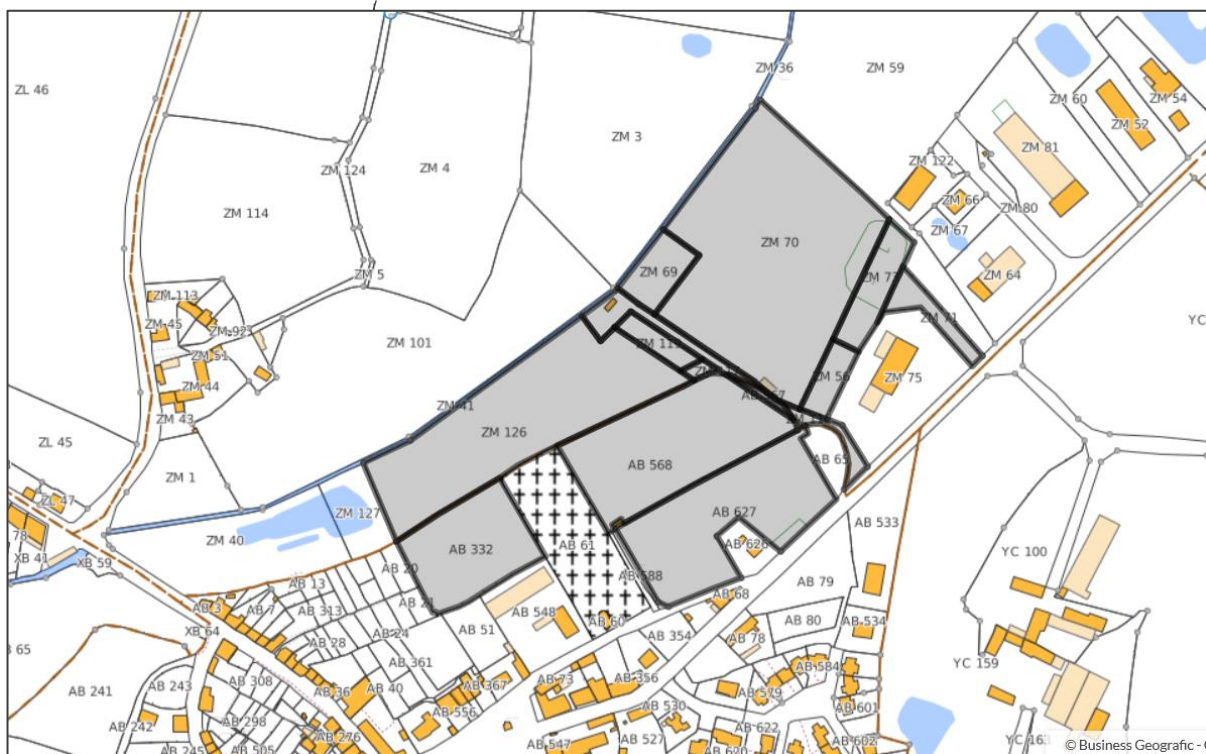 ZM 36
ZM 59
ZL 46
ZM 60
ZM 54
ZM 52
ZM 3
ZM 81
ZM 122
ZM 124
ZM 4
ZM 66
ZM 80
ZM 114
ZM 67
ZM 70
ZM 69
ZM 5
ZM 64
ZM 113
ZM 45
ZM 92
ZM 71
YC
ZM 101
ZM 51
ZM 75
ZM 56
ZM 44
ZM 41
ZM 43
ZM 126
ZL 45
AB 568
AB 65
ZM 1
ZL 47
ZM 127
AB 627
AB 533
78
ZM 40
AB 332
AB 61
AB 626
XB 41
XB 59
YC 100
AB 20
AB 588
AB 13
AB 79
AB 3
AB 7
AB 313
AB 21
AB 548
AB 68
AB 60
AB 80
AB 534
XB 64
AB 28
AB 24
AB 51
AB 354
AB 78
65
AB 361
YC 159
AB 584
AB 308
AB 243
AB 241
AB 36
AB 40
AB 367
AB 73
AB 356
AB 579
AB 601
AB 556
AB 530
AB 242
AB 298
AB 622
AB 276
AB 527
AB 602
AB 245
AB 505
AB 547
AB 620
© Business Geografic -